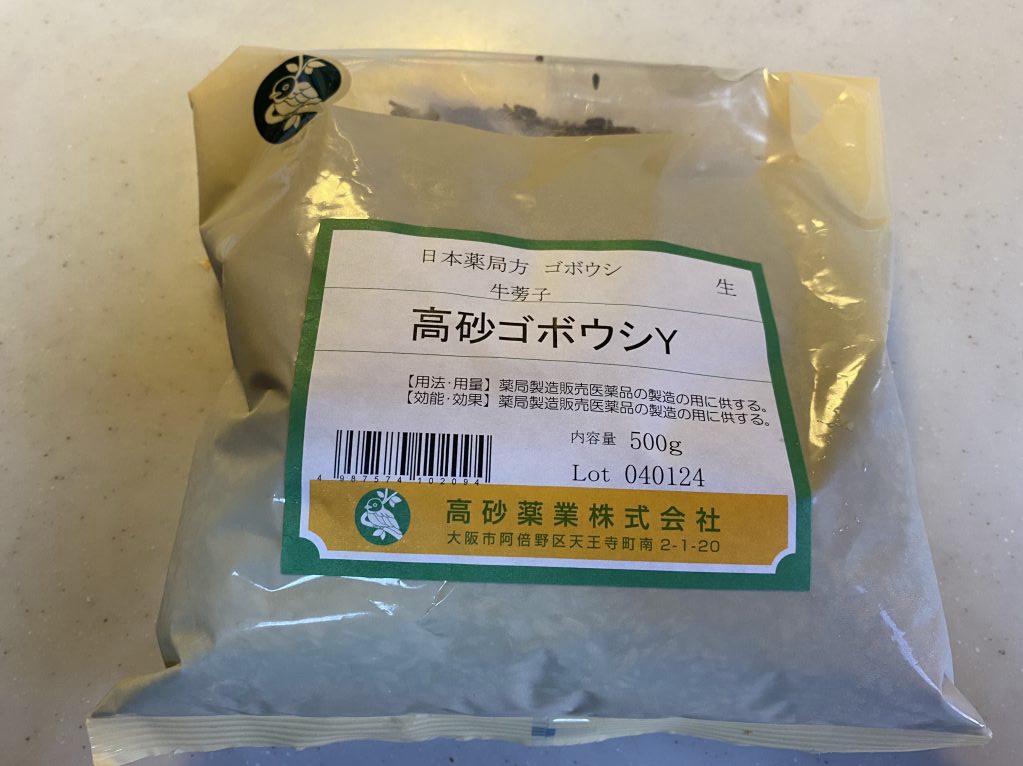 日本薬局方 ゴボウシ
生
牛蒡子
高砂ゴボウシY
【用法・用量】薬局製造販売医薬品の製造の用に供する。
【効能・効果】薬局製造販売医薬品の製造の用に供する。
内容量 500g
Lot 040124
4 987574 102094
高砂薬業株式会社
大阪市阿倍野区天王寺町南 2-1-20